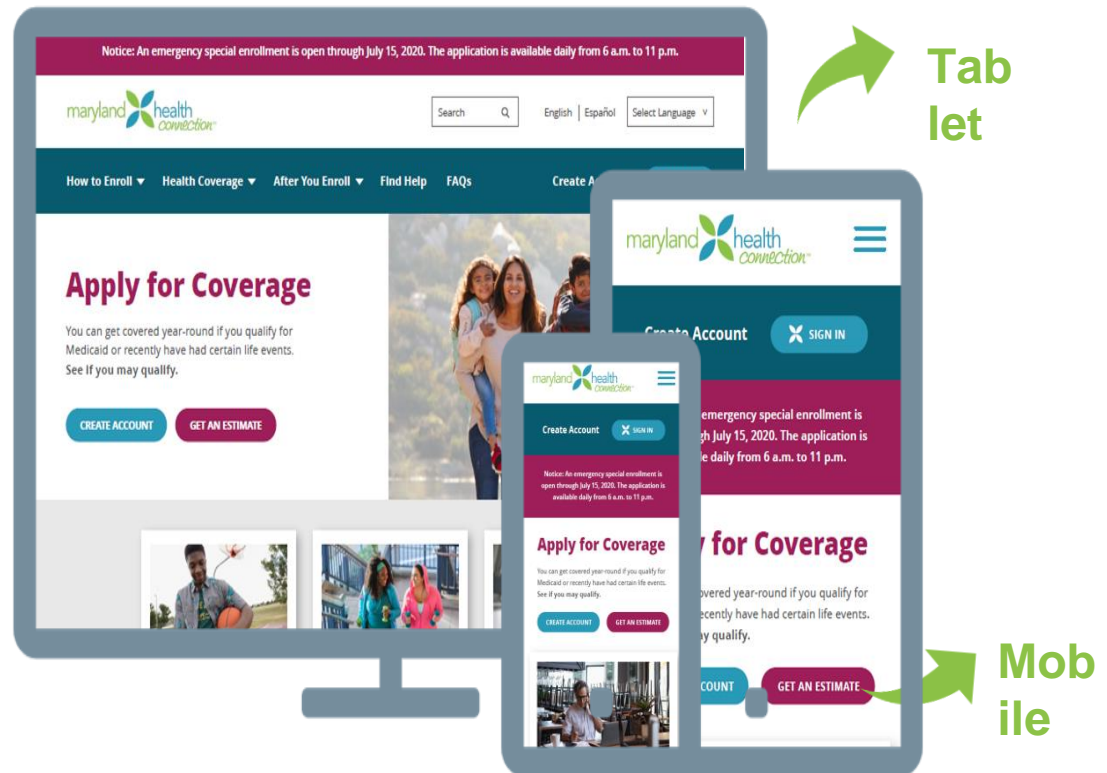 Notice: An emergency special enrollment is open through July 15, 2020. The application is available daily from 6 a.m. to 11 p.m.
maryland health
connection
Search
English | Español
Select Language
How to Enroll
Health Coverage
After You Enroll
Find Help
FAQs
Create
Apply for Coverage
You can get covered year-round if you qualify for
Medicaid or recently have had certain life events.
See If you may qualify.
CREATE ACCOUNT
GET AN ESTIMATE
Tab
let
maryland health
connection
Create Account
SIGN IN
emergency special enrollment is
July 15, 2020. The application is
daily from 6 a.m. to 11 p.m.
for Coverage
year-round if you qualify for
have had certain life events.
qualify.
GET AN ESTIMATE
maryland health
connection
Create Account
SIGN IN
Notice: An emergency special enrollment is
open through July 15, 2020. The application is
available daily from 6 a.m. to 11 p.m.
Apply for Coverage
You can get covered year-round if you qualify for
Medicaid or recently have had certain life events.
See if you may qualify.
CREATE ACCOUNT
GET AN ESTIMATE
Mob
ile